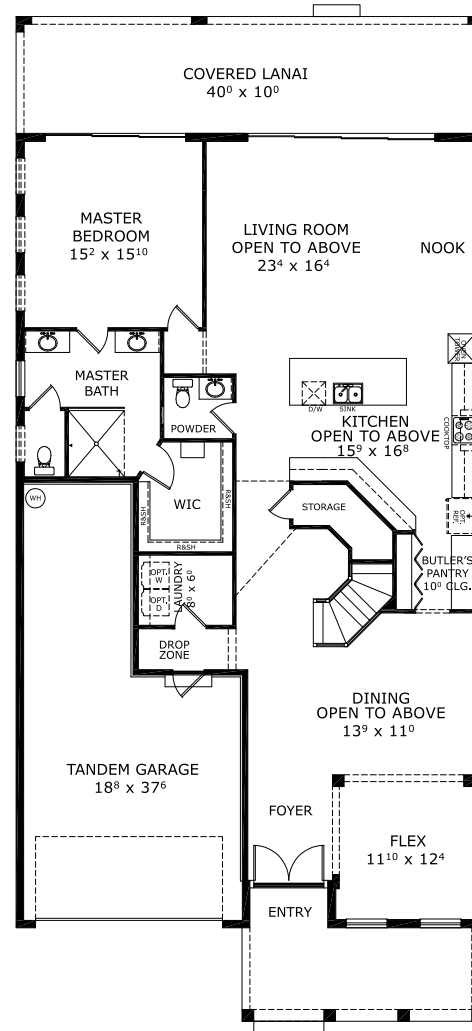 COVERED LANAI
40⁰ x 10⁰
MASTER
BEDROOM
15² x 15¹⁰
LIVING ROOM
OPEN TO ABOVE
23⁴ x 16⁴
NOOK
MASTER
BATH
POWDER
D/W
SINK
KITCHEN
OPEN TO ABOVE
15⁹ x 16⁸
COOKTOP
OPT.
REF.
WH
WIC
R&SH
R&SH
R&SH
STORAGE
BUTLER'S
PANTRY
10⁰ CLG.
OPT.
W
OPT.
D
LAUNDRY
8⁰ x 6⁰
DROP
ZONE
DINING
OPEN TO ABOVE
13⁹ x 11⁰
TANDEM GARAGE
18⁸ x 37⁶
FOYER
FLEX
11¹⁰ x 12⁴
ENTRY